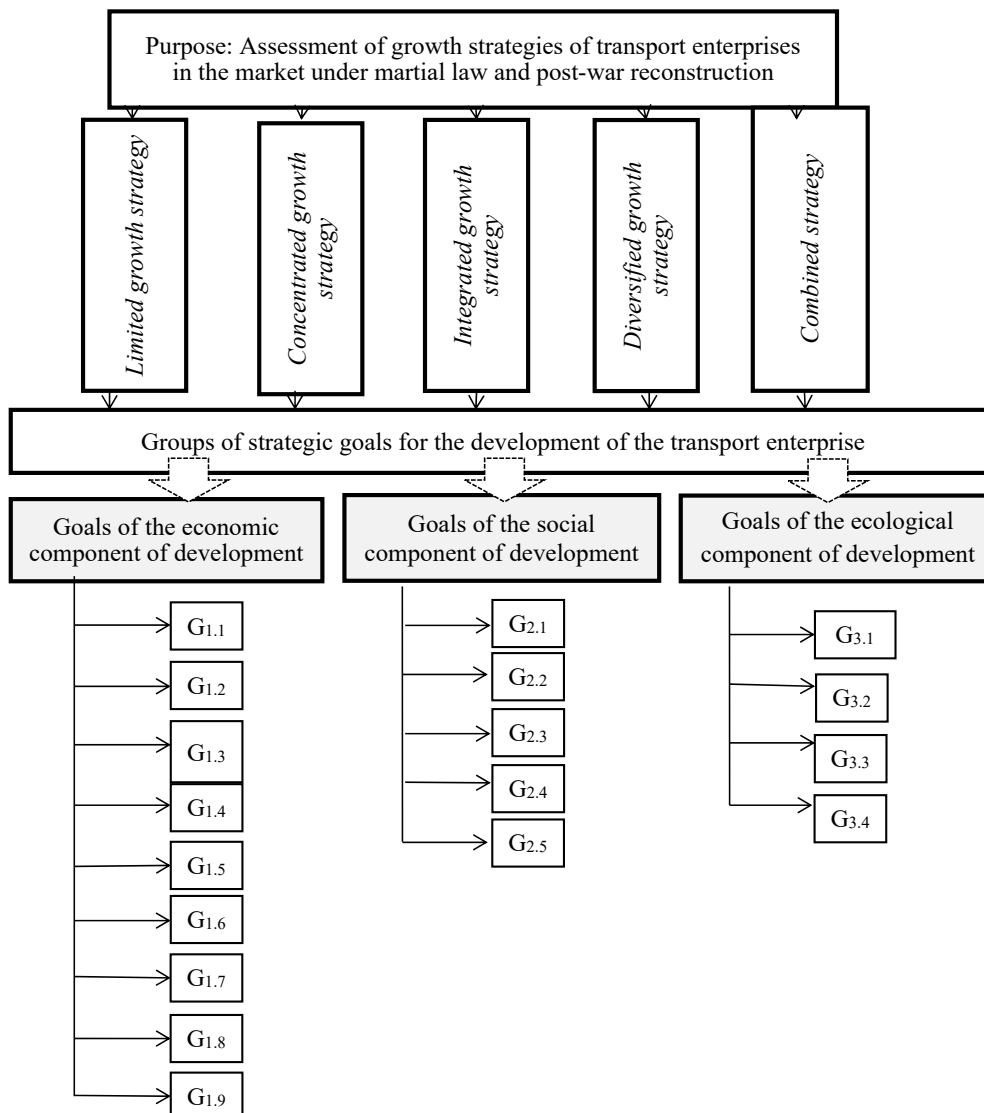 Purpose: Assessment of growth strategies of transport enterprises
in the market under martial law and post-war reconstruction
Limited growth strategy
Concentrated growth
strategy
Integrated growth
strategy
Diversified growth
strategy
Combined strategy
Groups of strategic goals for the development of the transport enterprise
Goals of the economic
component of development
Goals of the social
component of development
Goals of the ecological
component of development
G1.1
G1.2
G1.3
G1.4
G1.5
G1.6
G1.7
G1.8
G1.9
G2.1
G2.2
G2.3
G2.4
G2.5
G3.1
G3.2
G3.3
G3.4